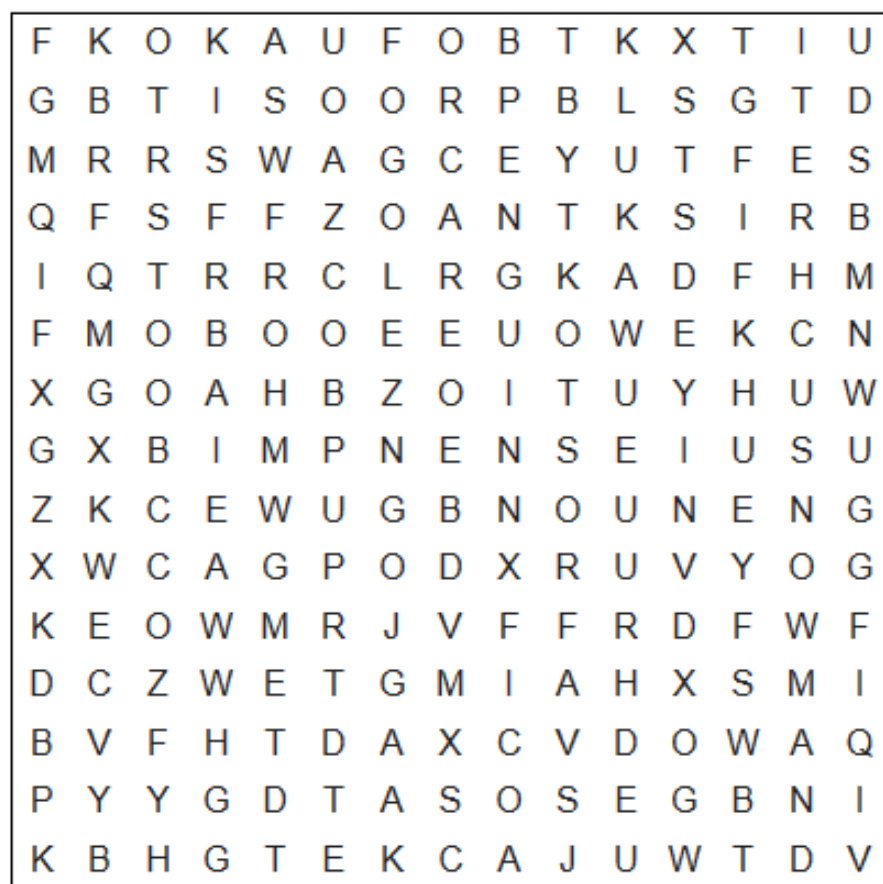 F K O K A U F O B T K X T I U
G B T I S O O R P B L S G T D
M R R S W A G C E Y U T F E S
Q F S F F Z O A N T K S I R B
I Q T R R C L R G K A D F H M
F M O B O O E E U O W E K C N
X G O A H B Z O I T U Y H U W
G X B I M P N E N S E I U S U
Z K C E W U G B N O U N E N G
X W C A G P O D X R U V Y O G
K E O W M R J V F F R D F W F
D C Z W E T G M I A H X S M I
B V F H T D A X C V D O W A Q
P Y Y G D T A S O S E G B N I
K B H G T E K C A J U W T D V